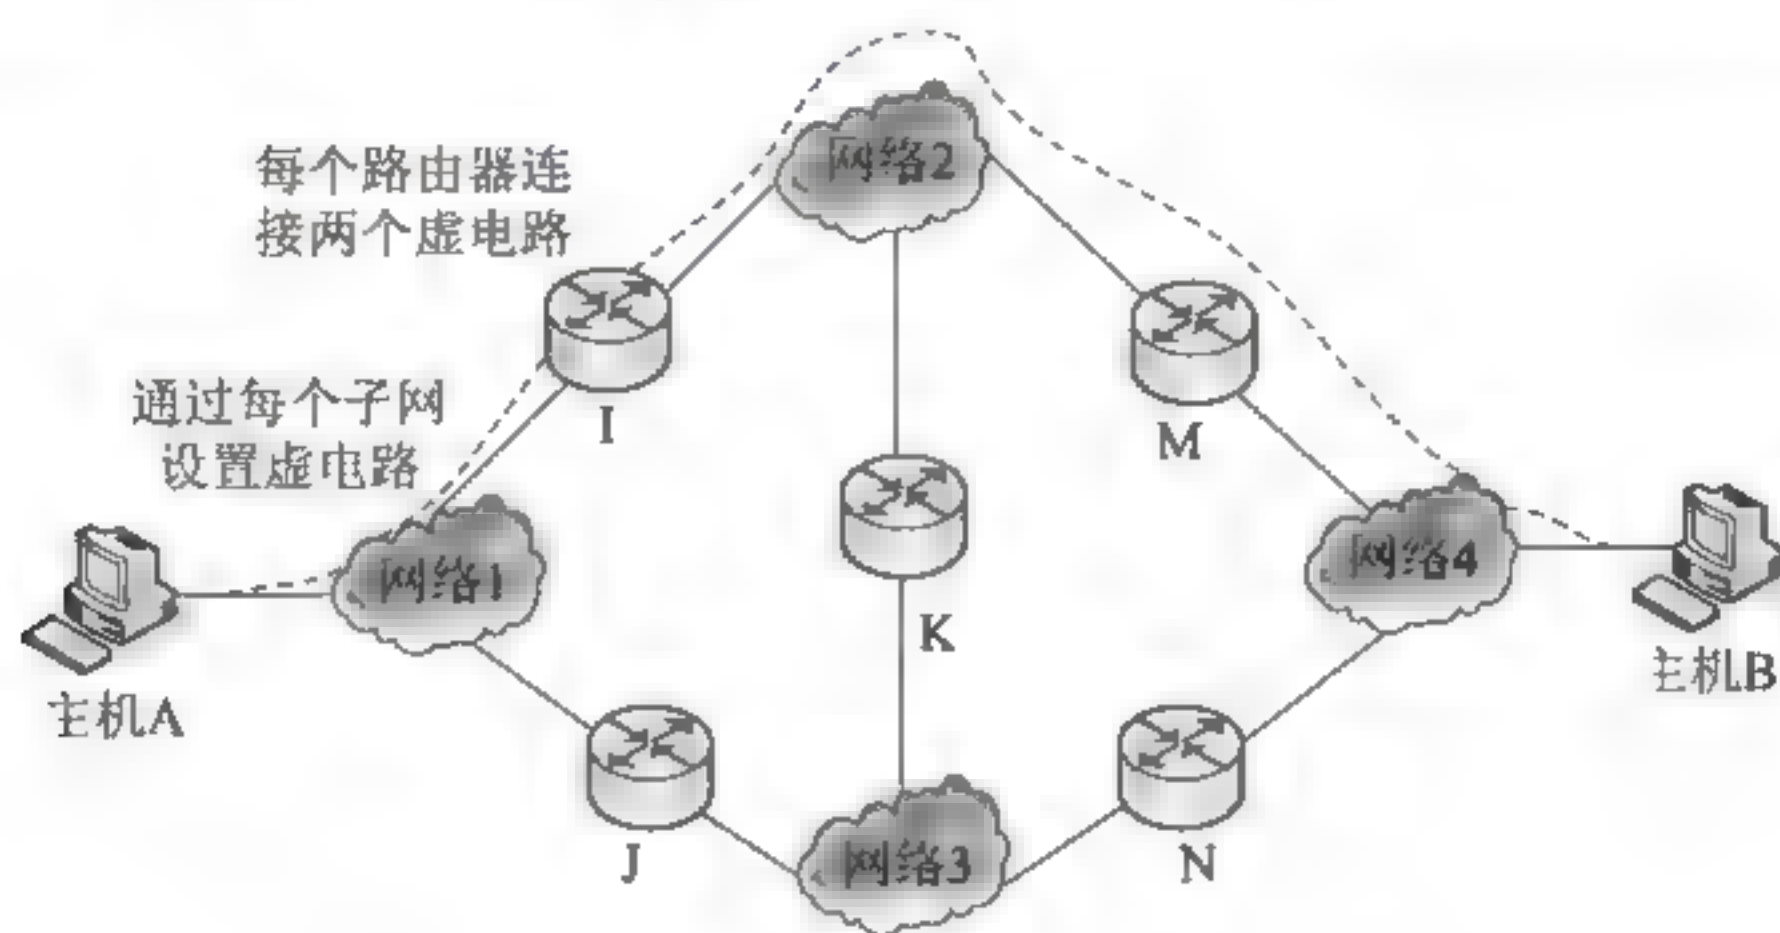 每个路由器连
接两个虚电路
网络2
通过每个子网
设置虚电路
I
M
网络1
网络4
K
主机A
主机B
J
网络3
N